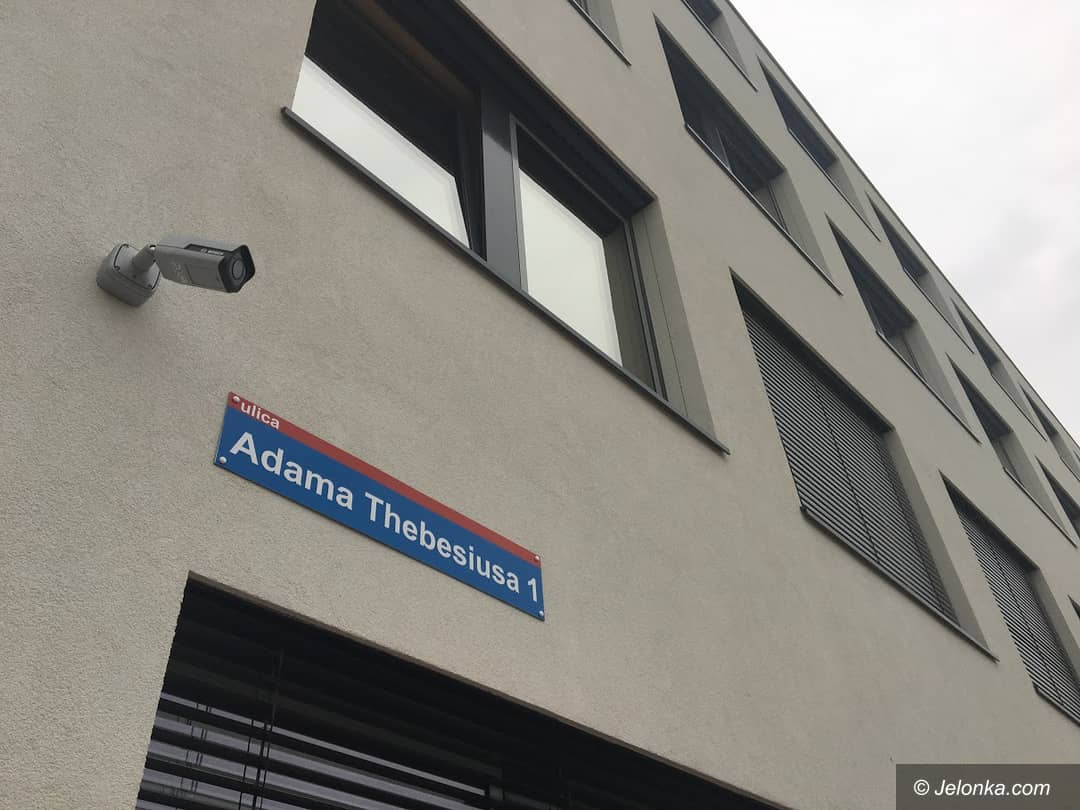 ulica
Adama Thebesiusa 1
© Jelonka.com